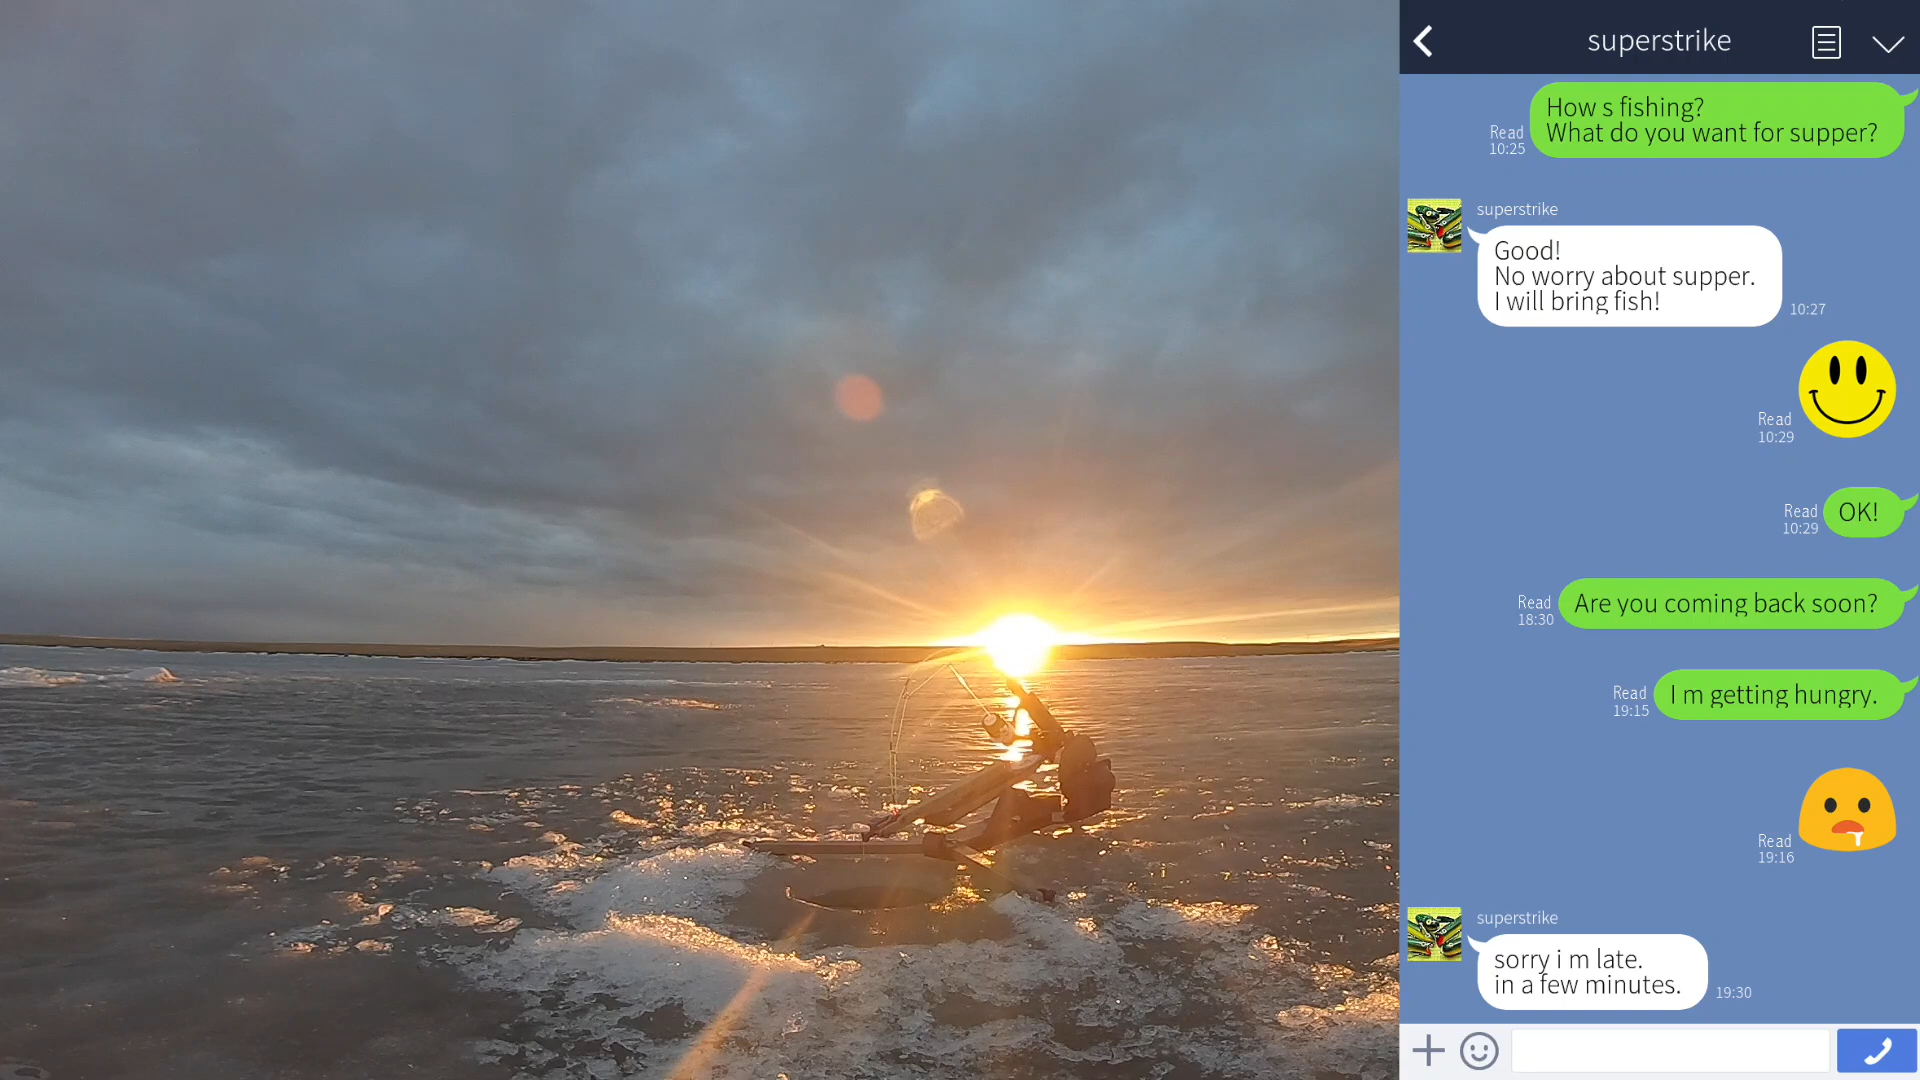 superstrike
How s fishing?
What do you want for supper?
Read
10:25
superstrike
Good!
No worry about supper.
I will bring fish!
10:27
Read
10:29
OK!
Read
10:29
Are you coming back soon?
Read
18:30
I m getting hungry.
Read
19:15
Read
19:16
superstrike
sorry i m late.
in a few minutes.
19:30